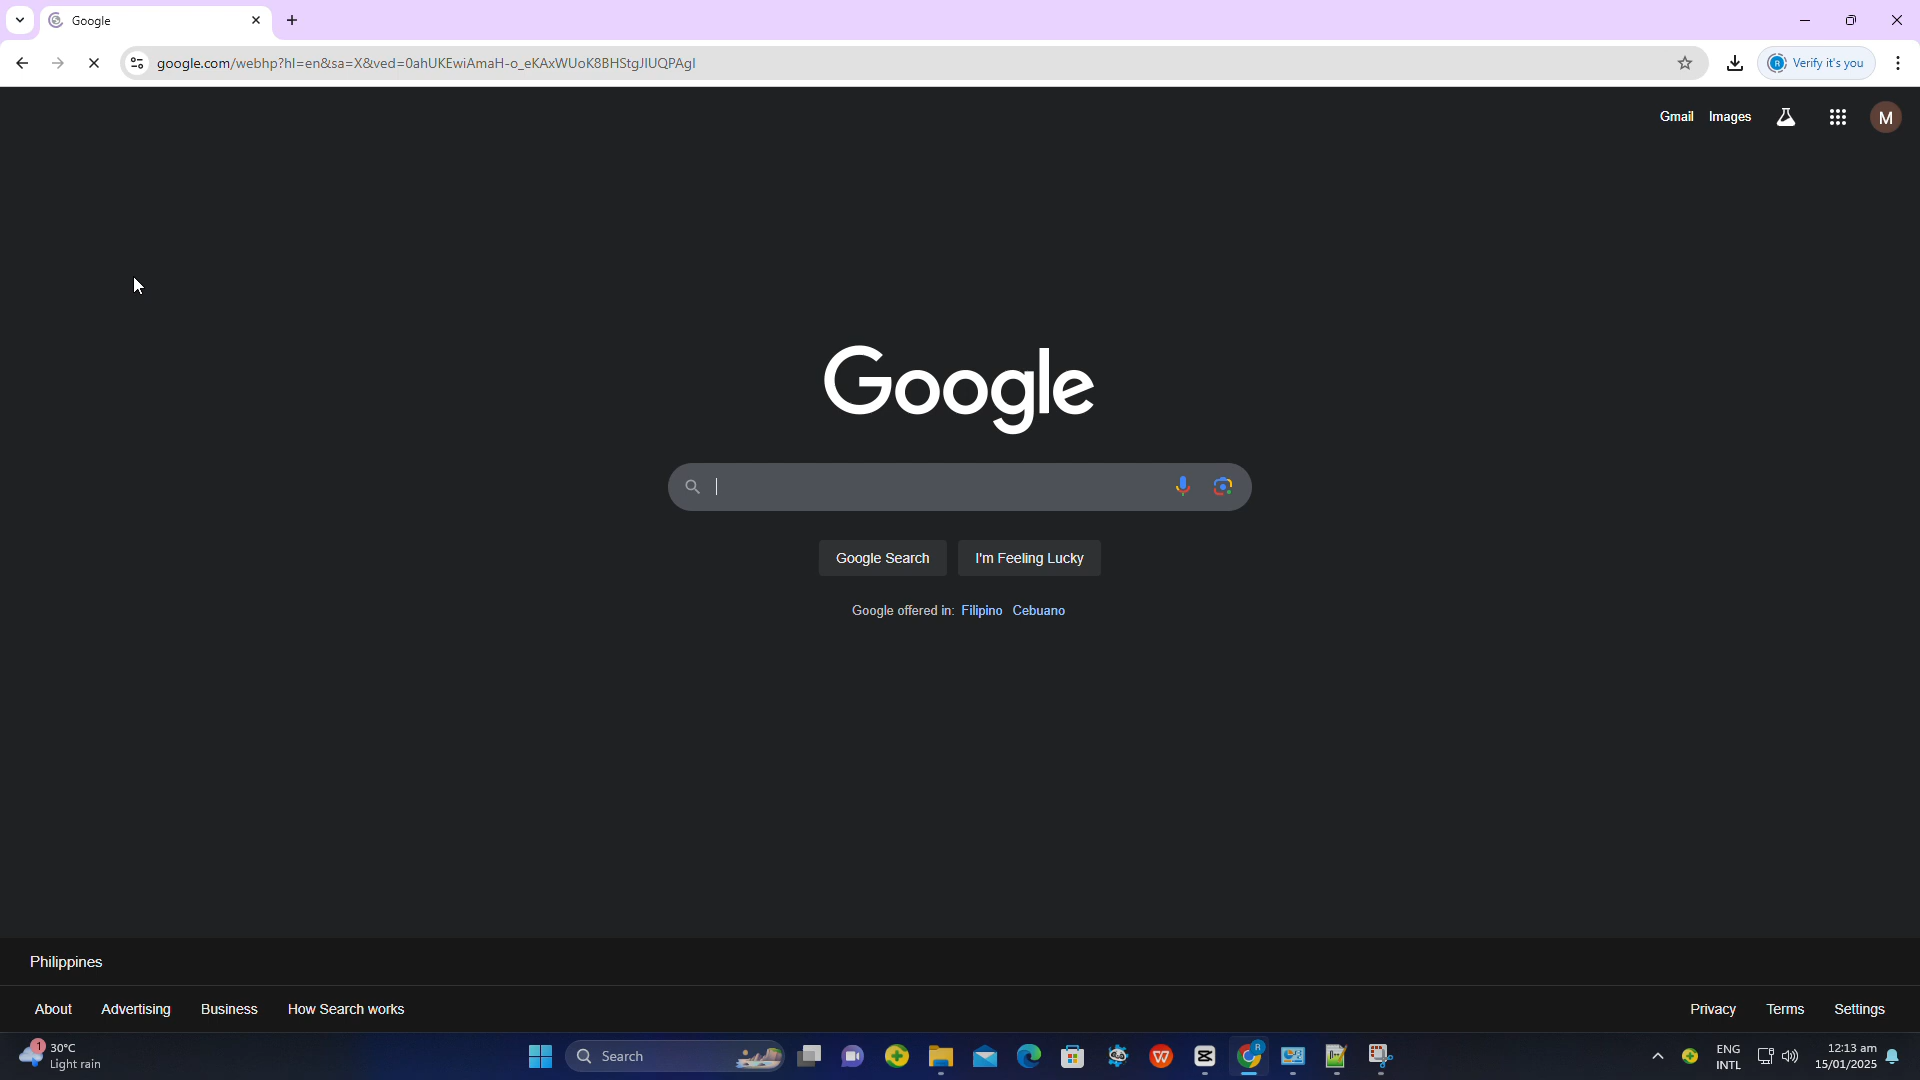 Google
google.com/webhp?hl=en&sa=X&ved=0ahUKEwiAmaH-o_eKAxWUoK8BHStgJIUQPAgI
Verify it's you
Gmail Images M
Google
Google Search I'm Feeling Lucky
Google offered in: Filipino Cebuano
Philippines
About Advertising Business How Search works Privacy Terms Settings
1 30°C
Light rain
Search
ENG
INTL
12:13 am
15/01/2025